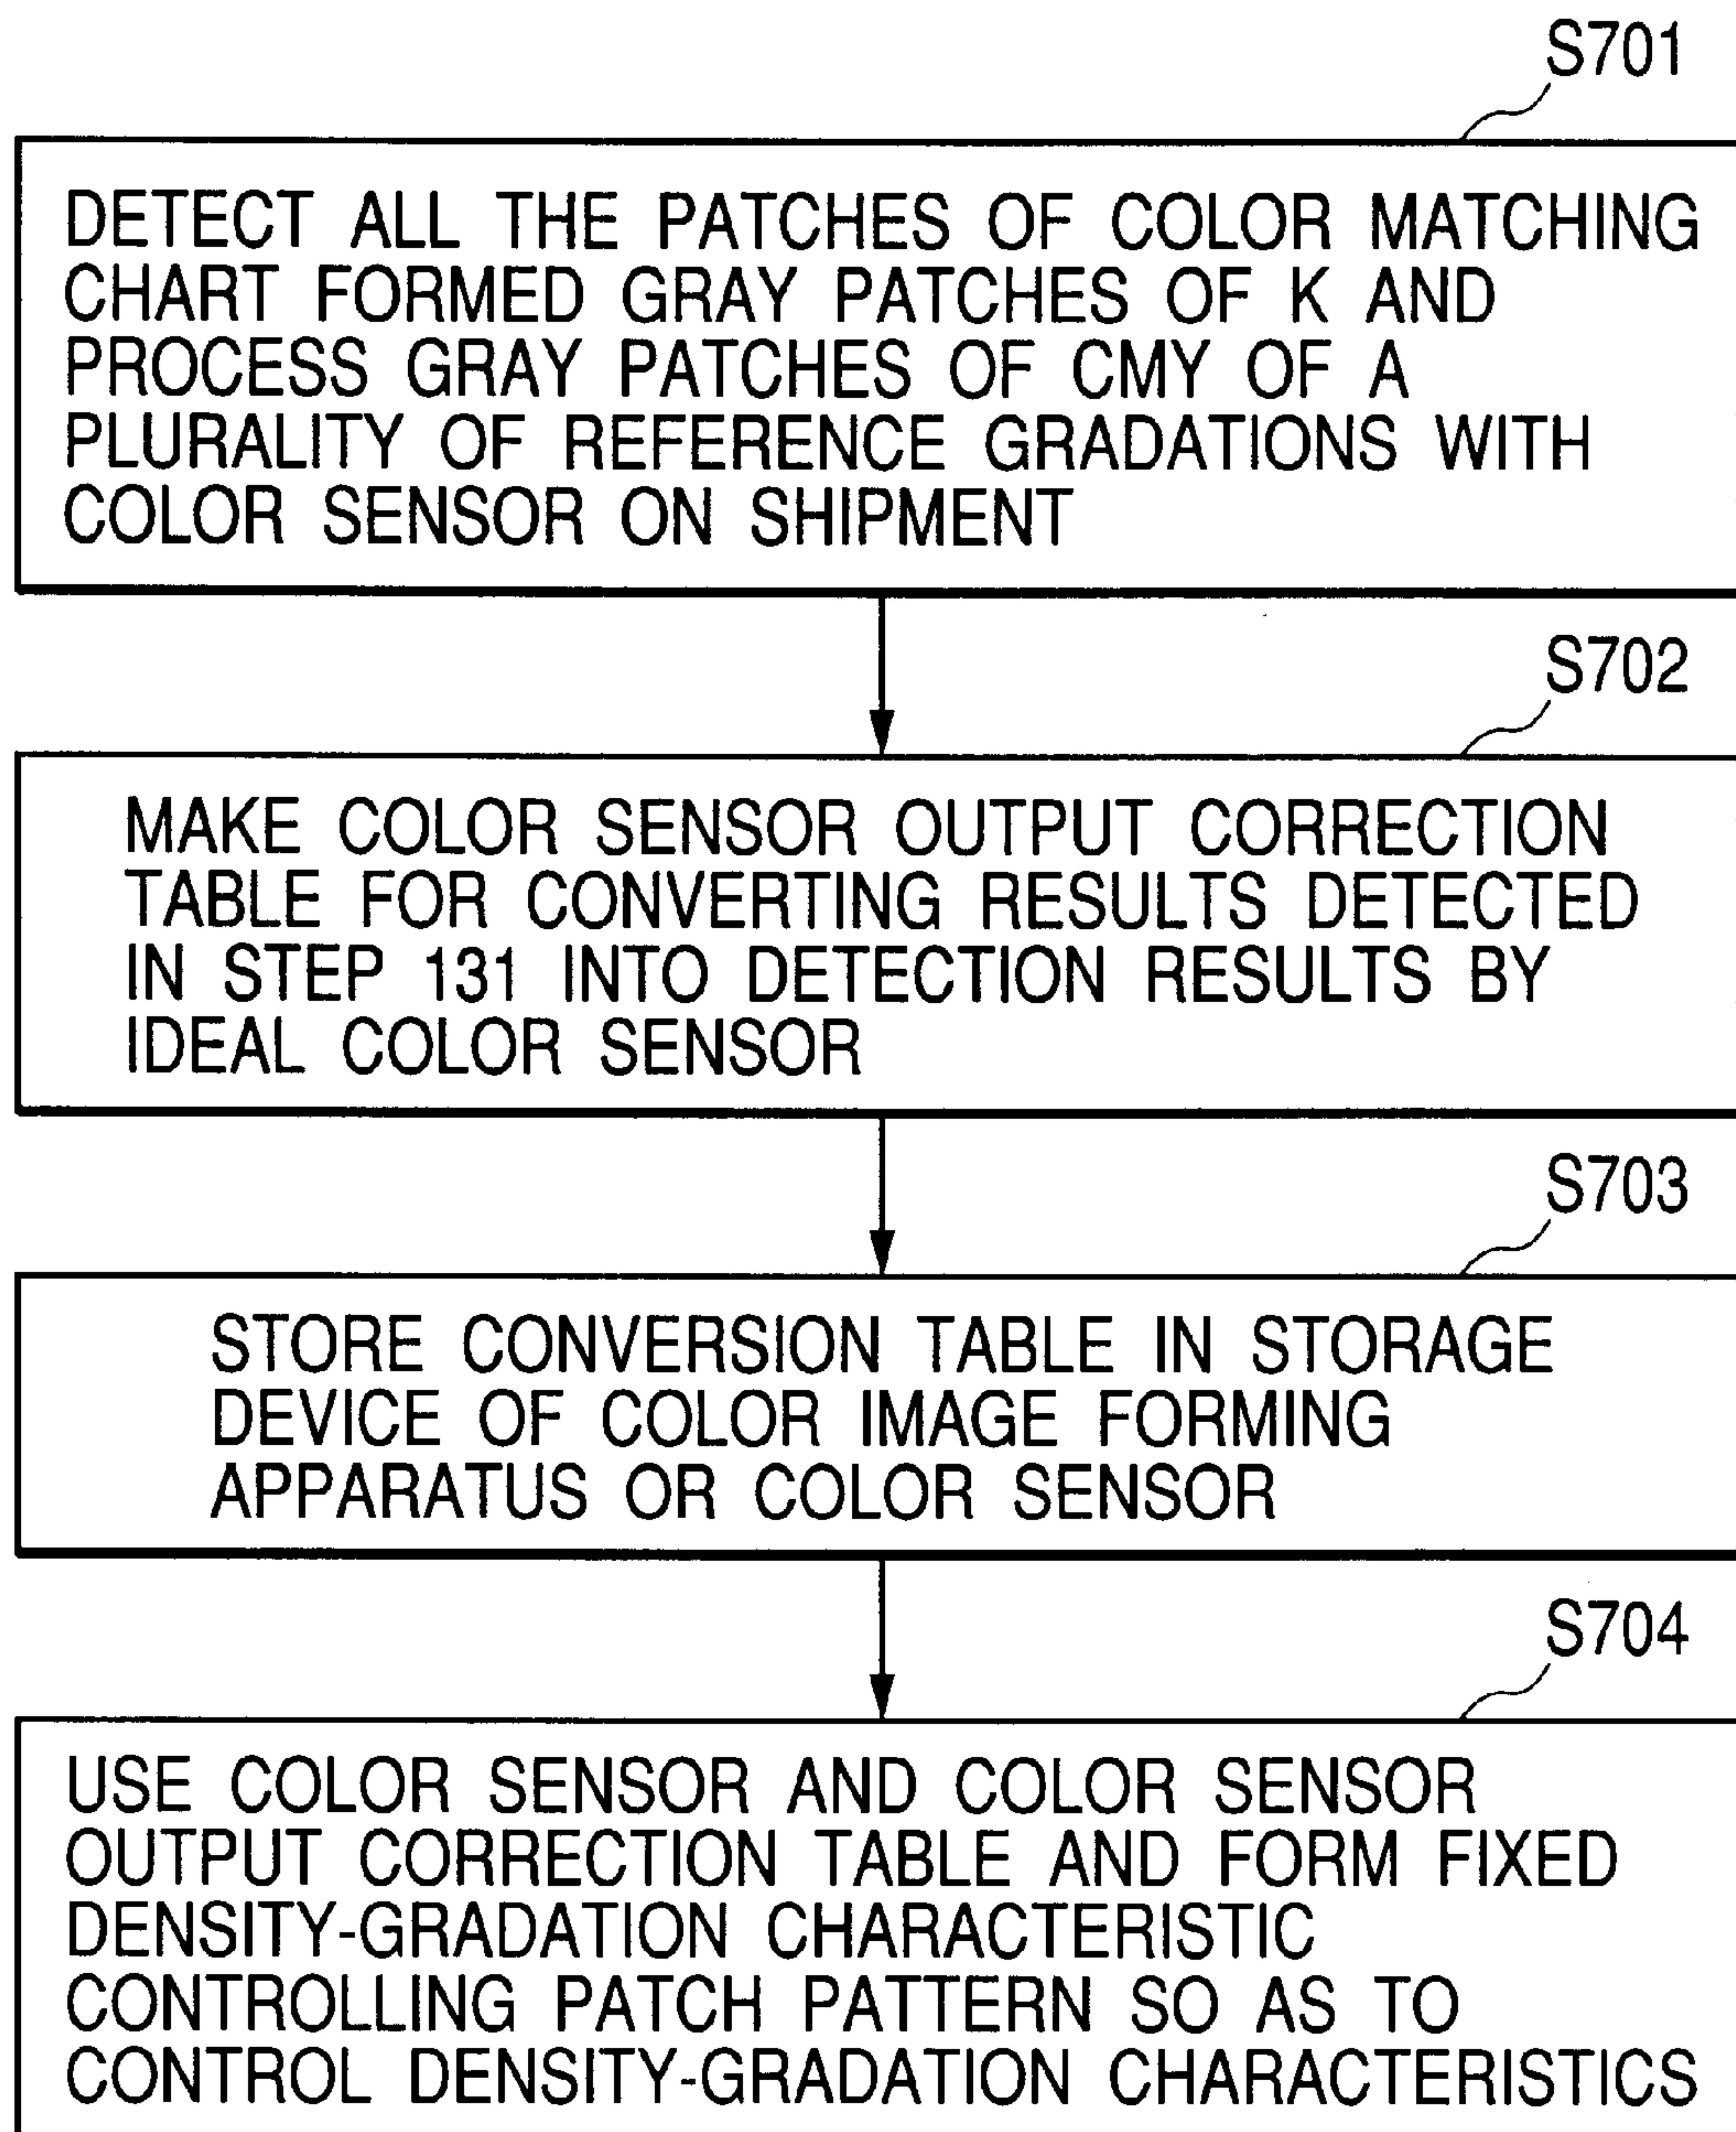 S701
DETECT ALL THE PATCHES OF COLOR MATCHING
CHART FORMED GRAY PATCHES OF K AND
PROCESS GRAY PATCHES OF CMY OF A
PLURALITY OF REFERENCE GRADATIONS WITH
COLOR SENSOR ON SHIPMENT
S702
MAKE COLOR SENSOR OUTPUT CORRECTION
TABLE FOR CONVERTING RESULTS DETECTED
IN STEP 131 INTO DETECTION RESULTS BY
IDEAL COLOR SENSOR
S703
STORE CONVERSION TABLE IN STORAGE
DEVICE OF COLOR IMAGE FORMING
APPARATUS OR COLOR SENSOR
S704
USE COLOR SENSOR AND COLOR SENSOR
OUTPUT CORRECTION TABLE AND FORM FIXED
DENSITY-GRADATION CHARACTERISTIC
CONTROLLING PATCH PATTERN SO AS TO
CONTROL DENSITY-GRADATION CHARACTERISTICS